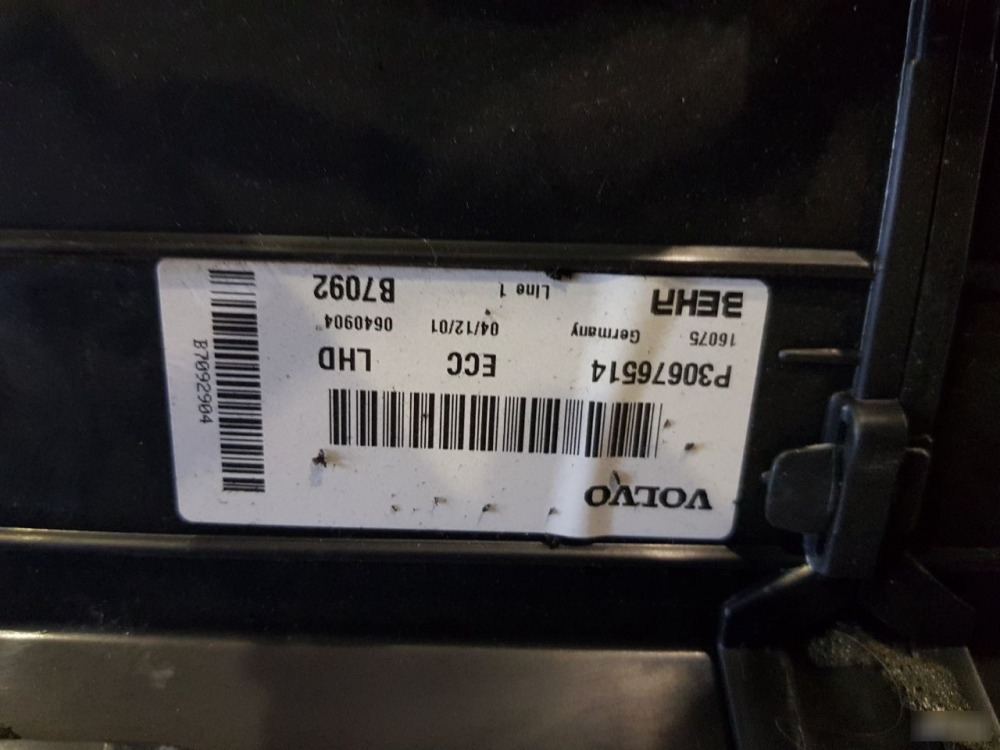 VOLVO
P30676514 ECC LHD
16075 Germany 04/12/01 0640904
BEHR Line 1 B7092
B7092904